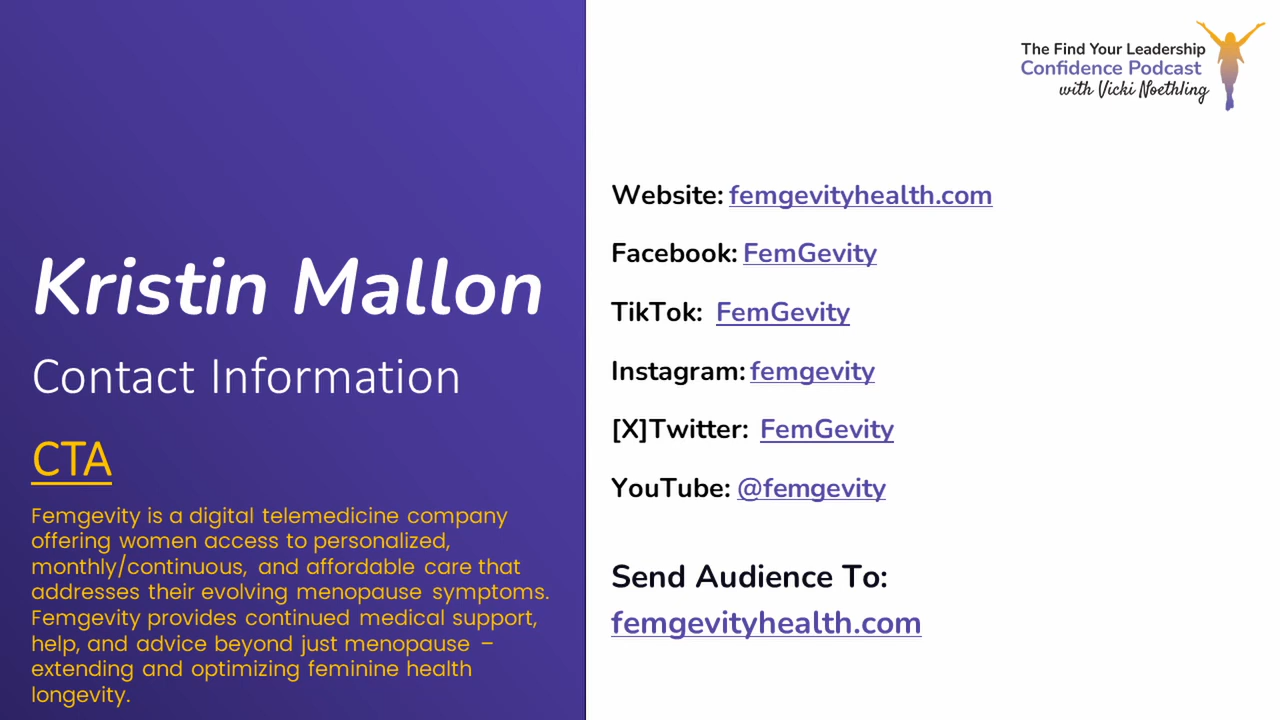 The Find Your Leadership
Confidence Podcast
with Vicki Noethling
Kristin Mallon
Contact Information
CTA
Femgevity is a digital telemedicine company
offering women access to personalized,
monthly/continuous, and affordable care that
addresses their evolving menopause symptoms.
Femgevity provides continued medical support,
help, and advice beyond just menopause –
extending and optimizing feminine health
longevity.
Website: femgevityhealth.com
Facebook: FemGevity
TikTok: FemGevity
Instagram: femgevity
[X]Twitter: FemGevity
YouTube: @femgevity
Send Audience To:
femgevityhealth.com